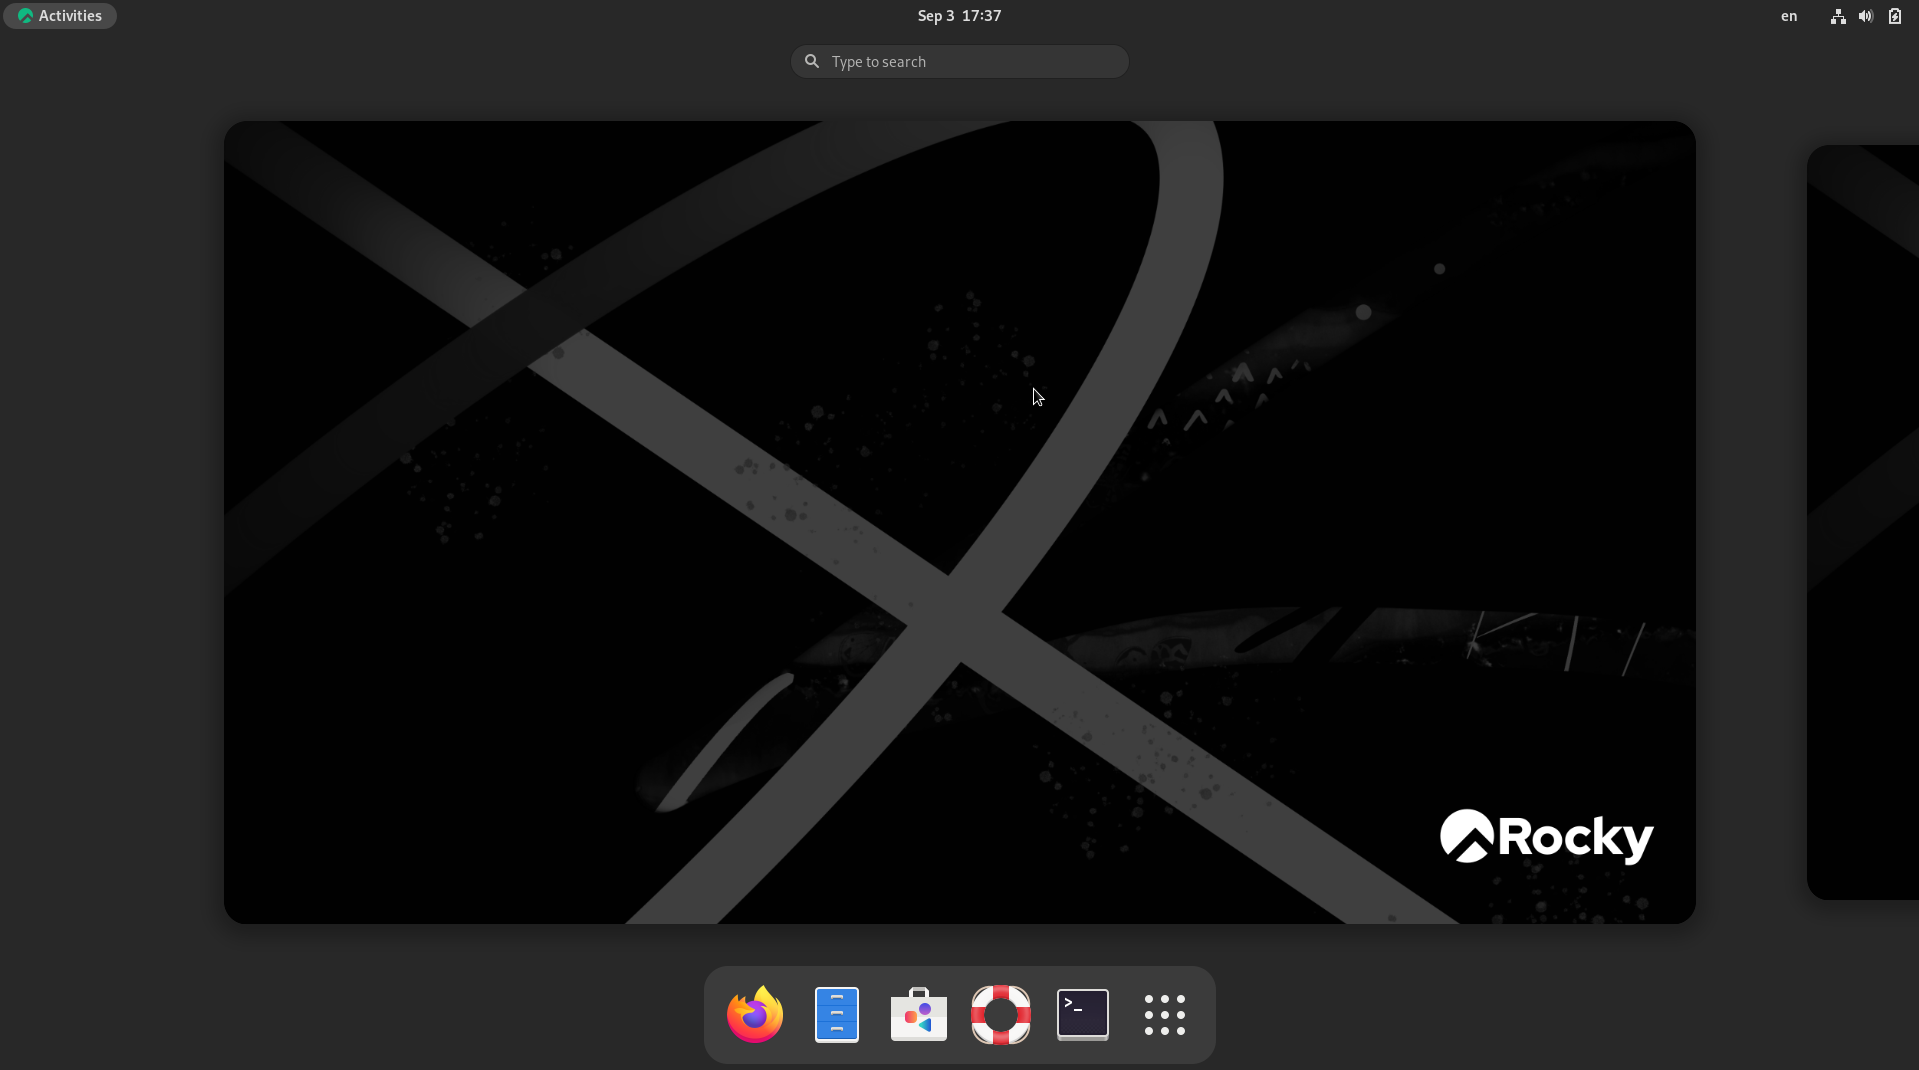 Activities
Sep 3 17:37
en
Type to search
Rocky
>_